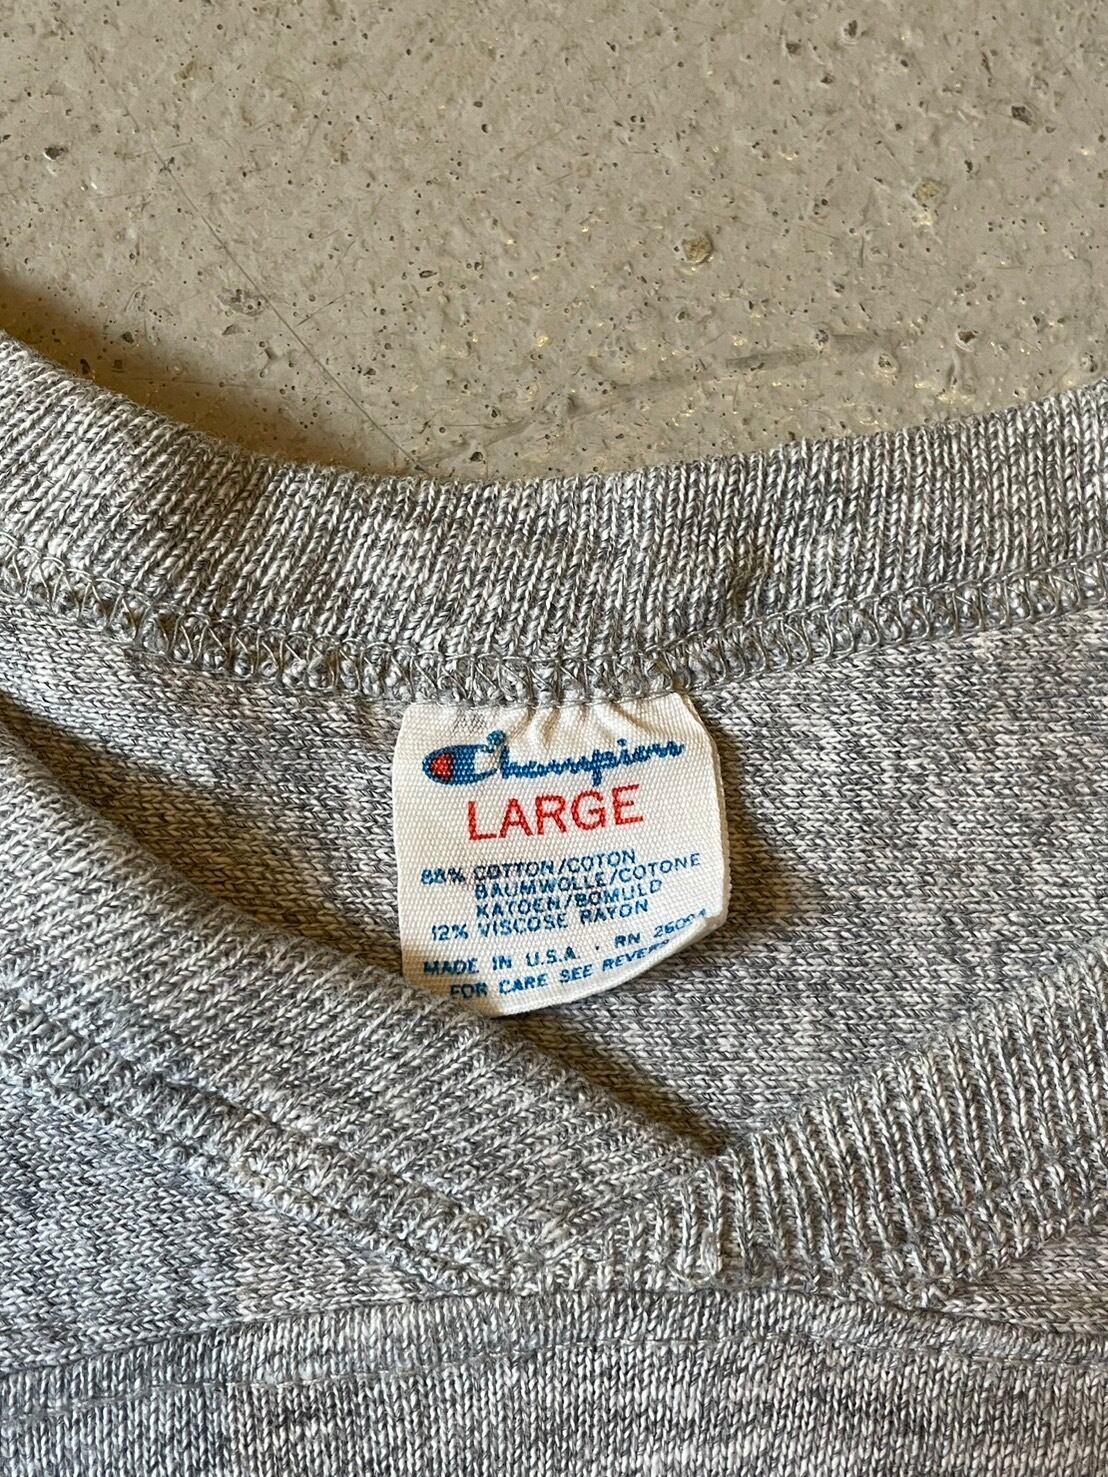 Champion
LARGE
88% COTTON/COTON
BAUMWOLLE/COTONE
KATOEN/BOMULD
12% VISCOSE RAYON
MADE IN U.S.A. · RN 26094
FOR CARE SEE REVERSE